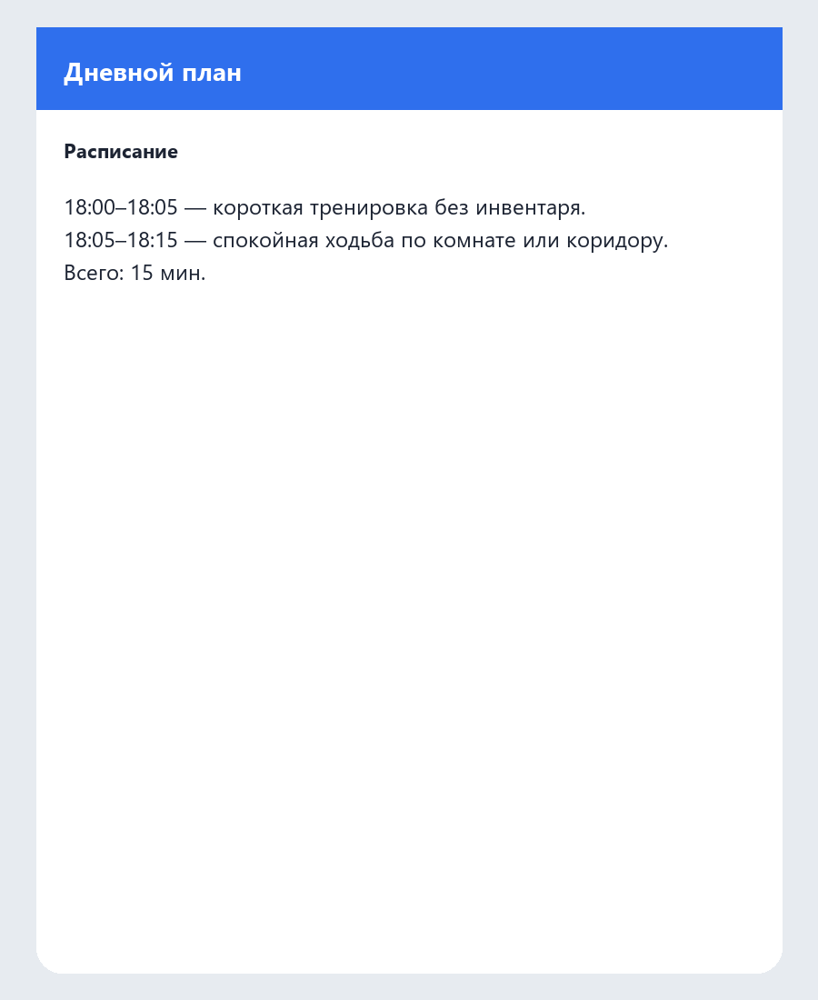 Дневной план
Расписание
18:00–18:05 — короткая тренировка без инвентаря.
18:05–18:15 — спокойная ходьба по комнате или коридору.
Всего: 15 мин.